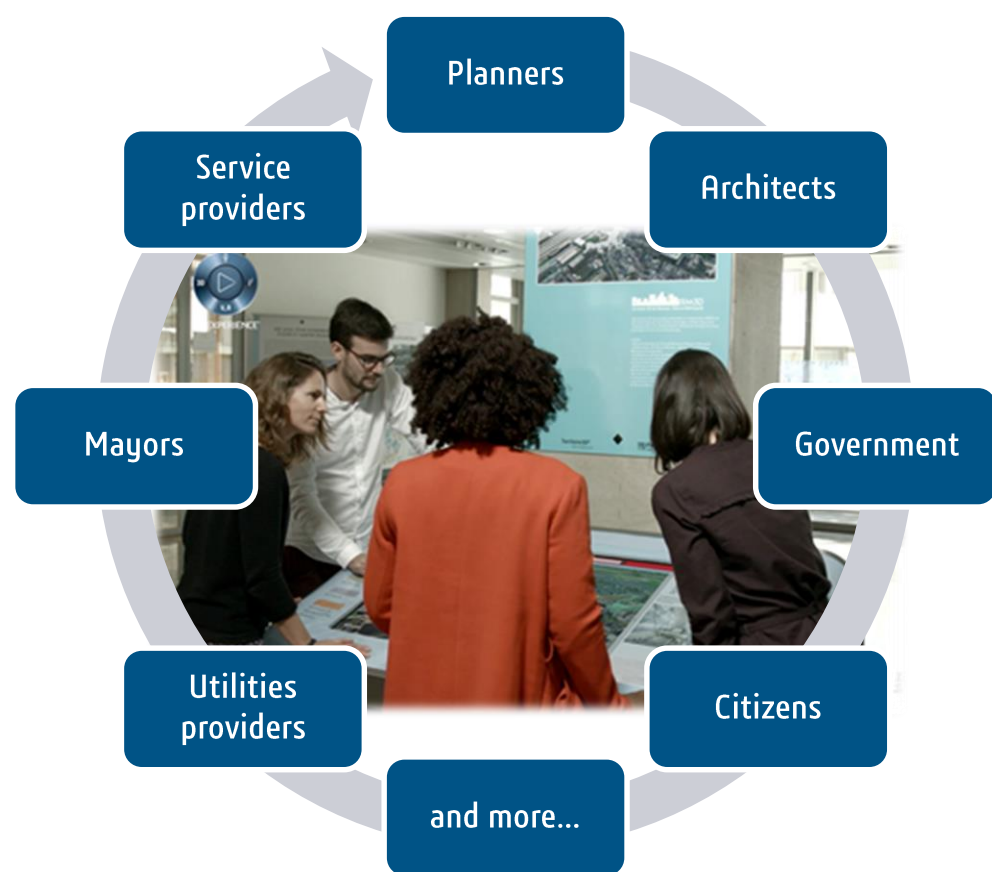 Planners
Architects
Government
Citizens
and more...
Utilities
providers
Mayors
Service
providers